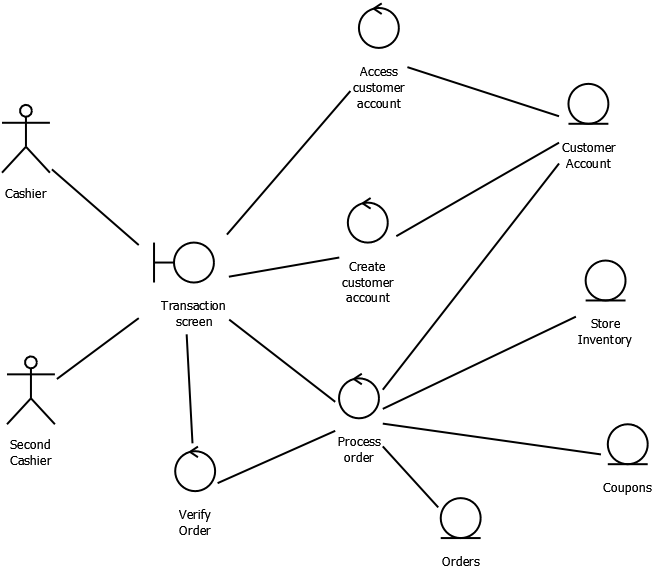 Access
customer
account
Customer
Account
Cashier
Create
customer
account
Transaction
screen
Store
Inventory
Second
Cashier
Process
order
Coupons
Verify
Order
Orders